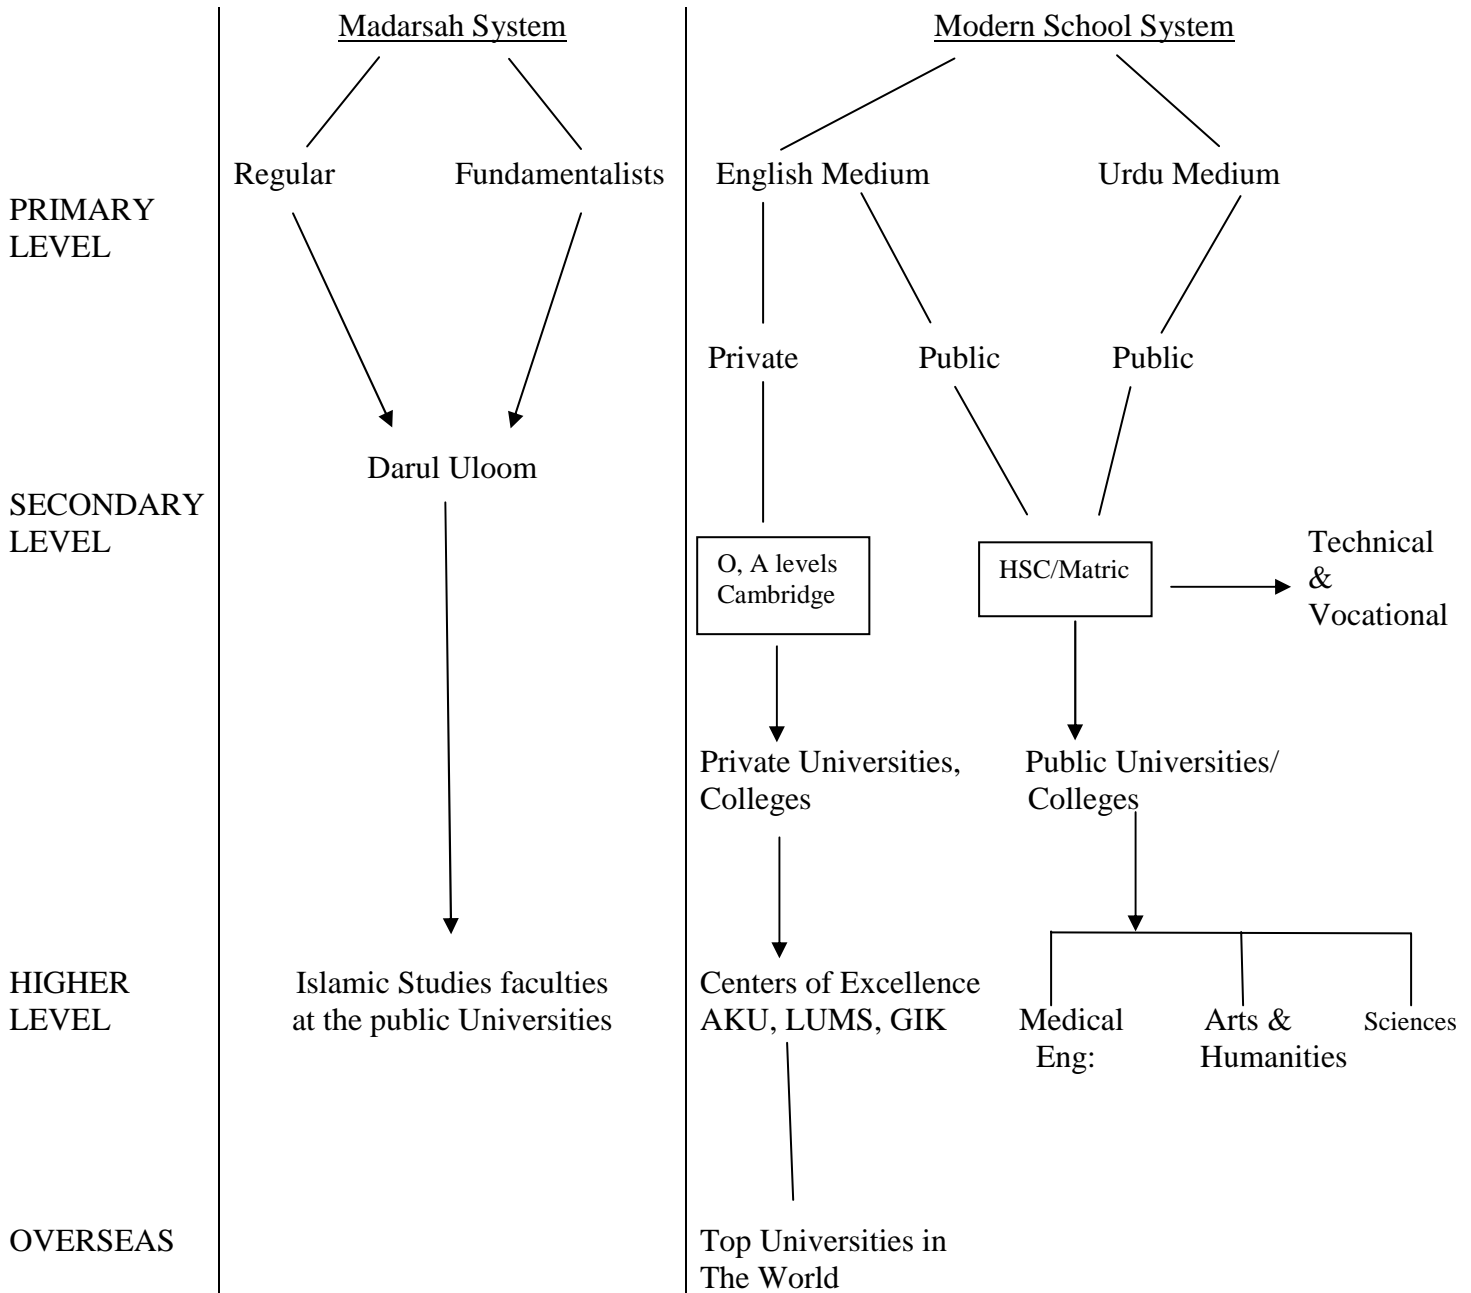 Madarsah System
Modern School System
Regular
Fundamentalists
English Medium
Urdu Medium
PRIMARY
LEVEL
Private
Public
Public
Darul Uloom
SECONDARY
LEVEL
O, A levels
Cambridge
HSC/Matric
Technical
&
Vocational
Private Universities,
Colleges
Public Universities/
Colleges
HIGHER
LEVEL
Islamic Studies faculties
at the public Universities
Centers of Excellence
AKU, LUMS, GIK
Medical
Eng:
Arts &
Humanities
Sciences
OVERSEAS
Top Universities in
The World